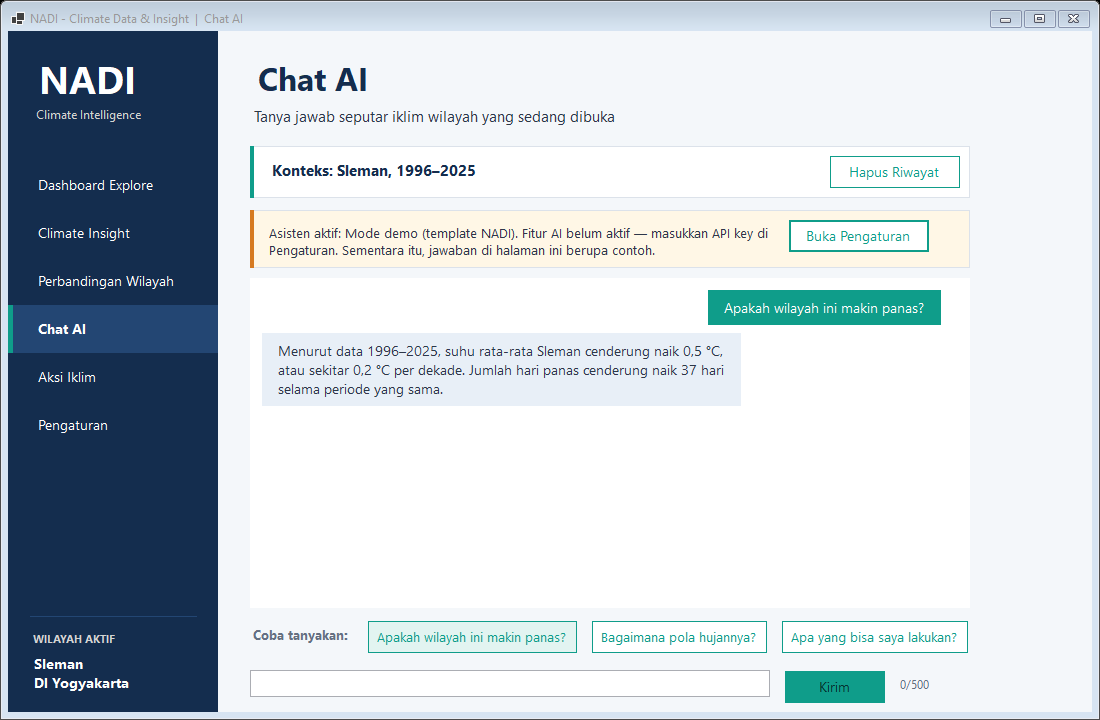 NADI - Climate Data & Insight | Chat AI
NADI
Climate Intelligence
Dashboard Explore
Climate Insight
Perbandingan Wilayah
Chat AI
Aksi Iklim
Pengaturan
WILAYAH AKTIF
Sleman
DI Yogyakarta
Chat AI
Tanya jawab seputar iklim wilayah yang sedang dibuka
Konteks: Sleman, 1996–2025
Hapus Riwayat
Asisten aktif: Mode demo (template NADI). Fitur AI belum aktif — masukkan API key di
Pengaturan. Sementara itu, jawaban di halaman ini berupa contoh.
Buka Pengaturan
Apakah wilayah ini makin panas?
Menurut data 1996–2025, suhu rata-rata Sleman cenderung naik 0,5 °C,
atau sekitar 0,2 °C per dekade. Jumlah hari panas cenderung naik 37 hari
selama periode yang sama.
Coba tanyakan:
Apakah wilayah ini makin panas?
Bagaimana pola hujannya?
Apa yang bisa saya lakukan?
Kirim
0/500